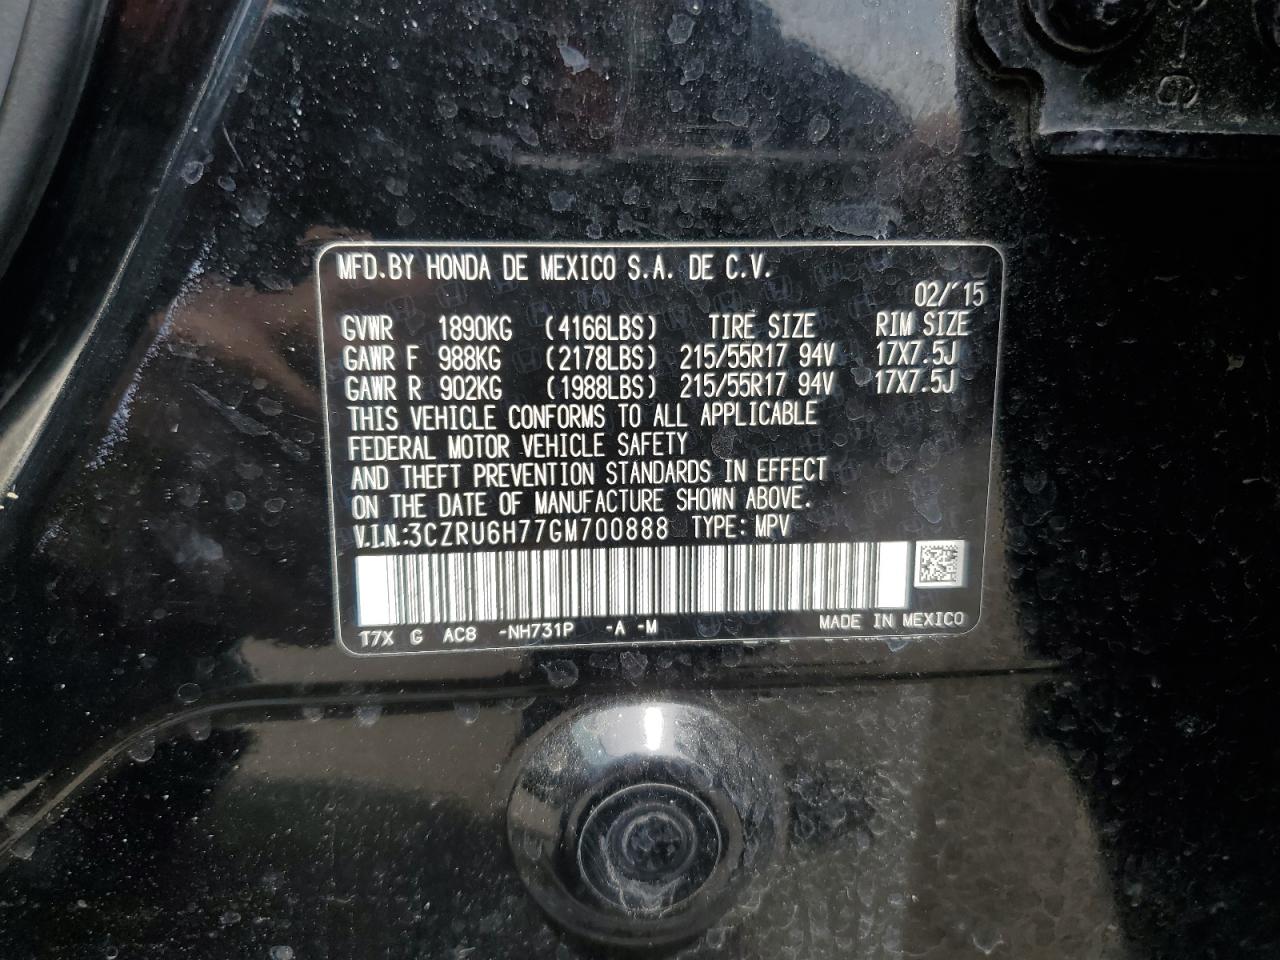 MFD.BY HONDA DE MEXICO S.A. DE C.V.
02/'15
GVWR 1890KG (4166LBS) TIRE SIZE RIM SIZE
GAWR F 988KG (2178LBS) 215/55R17 94V 17X7.5J
GAWR R 902KG (1988LBS) 215/55R17 94V 17X7.5J
THIS VEHICLE CONFORMS TO ALL APPLICABLE
FEDERAL MOTOR VEHICLE SAFETY
AND THEFT PREVENTION STANDARDS IN EFFECT
ON THE DATE OF MANUFACTURE SHOWN ABOVE.
V.I.N.:3CZRU6H77GM700888 TYPE: MPV
T7X G AC8 -NH731P -A -M MADE IN MEXICO